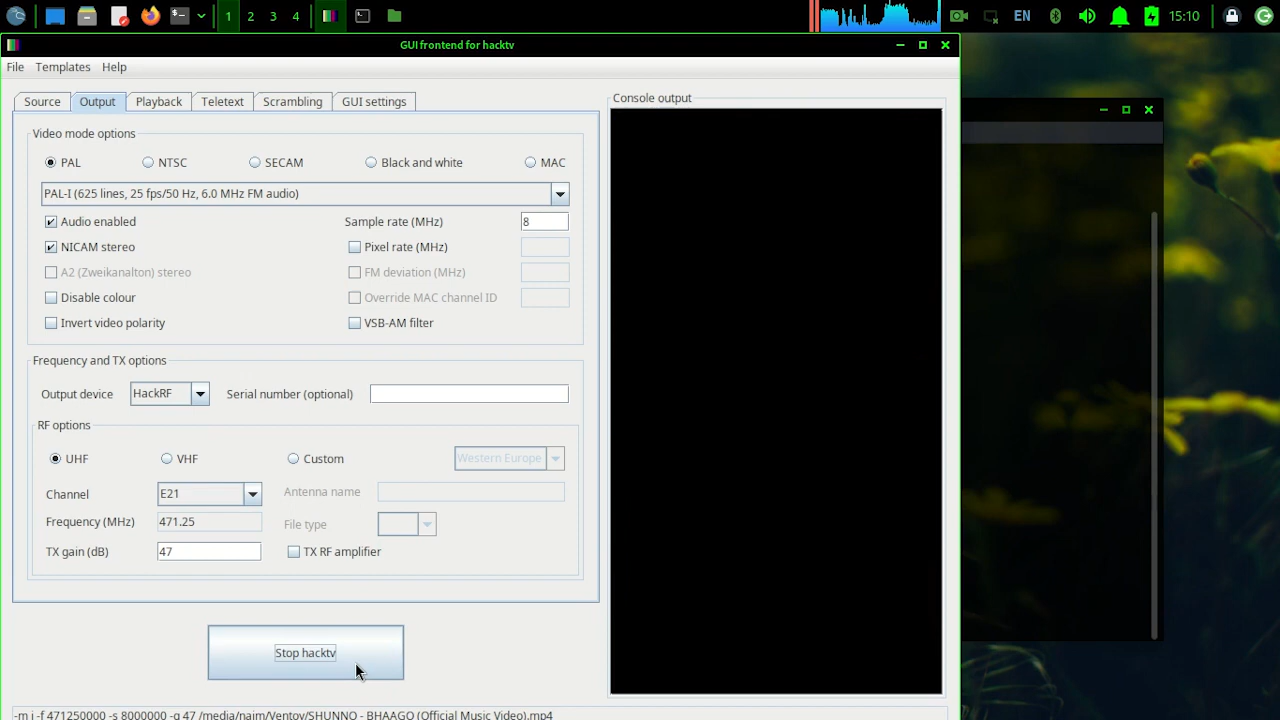 1 2 3 4 EN 15:10
GUI frontend for hacktv
File Templates Help
Source Output Playback Teletext Scrambling GUI settings
Console output
Video mode options
PAL NTSC SECAM Black and white MAC
PAL-I (625 lines, 25 fps/50 Hz, 6.0 MHz FM audio)
Audio enabled Sample rate (MHz) 8
NICAM stereo Pixel rate (MHz)
A2 (Zweikanalton) stereo FM deviation (MHz)
Disable colour Override MAC channel ID
Invert video polarity VSB-AM filter
Frequency and TX options
Output device HackRF Serial number (optional)
RF options
UHF VHF Custom Western Europe
Channel E21 Antenna name
Frequency (MHz) 471.25 File type
TX gain (dB) 47 TX RF amplifier
Stop hacktv
-m i -f 471250000 -s 8000000 -g 47 /media/naim/Ventoy/SHUNNO - BHAAGO (Official Music Video).mp4